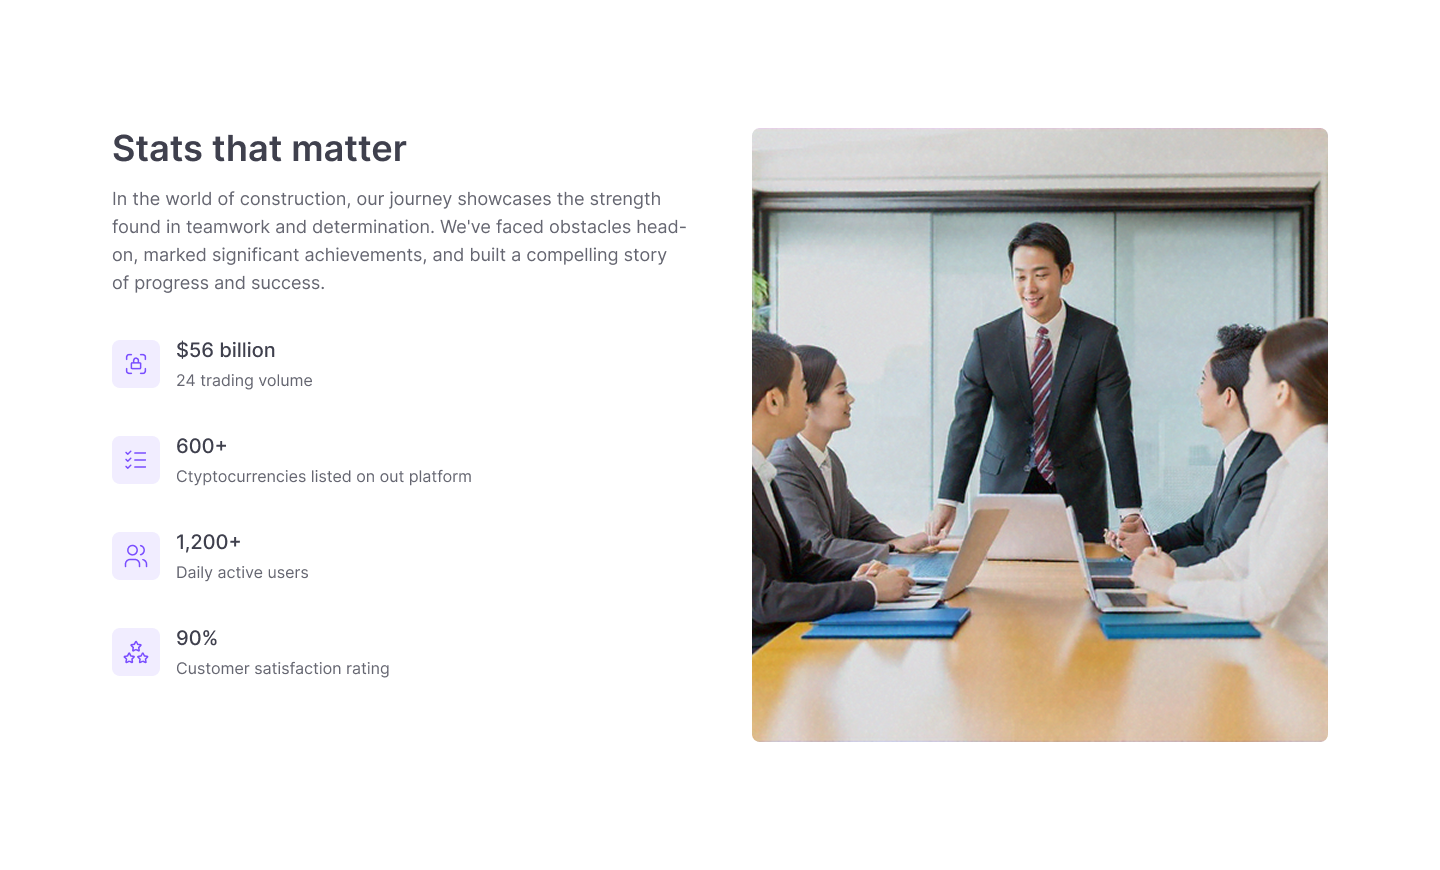 Stats that matter
In the world of construction, our journey showcases the strength
found in teamwork and determination. We've faced obstacles head-
on, marked significant achievements, and built a compelling story
of progress and success.
$56 billion
24 trading volume
600+
Ctyptocurrencies listed on out platform
1,200+
Daily active users
90%
Customer satisfaction rating